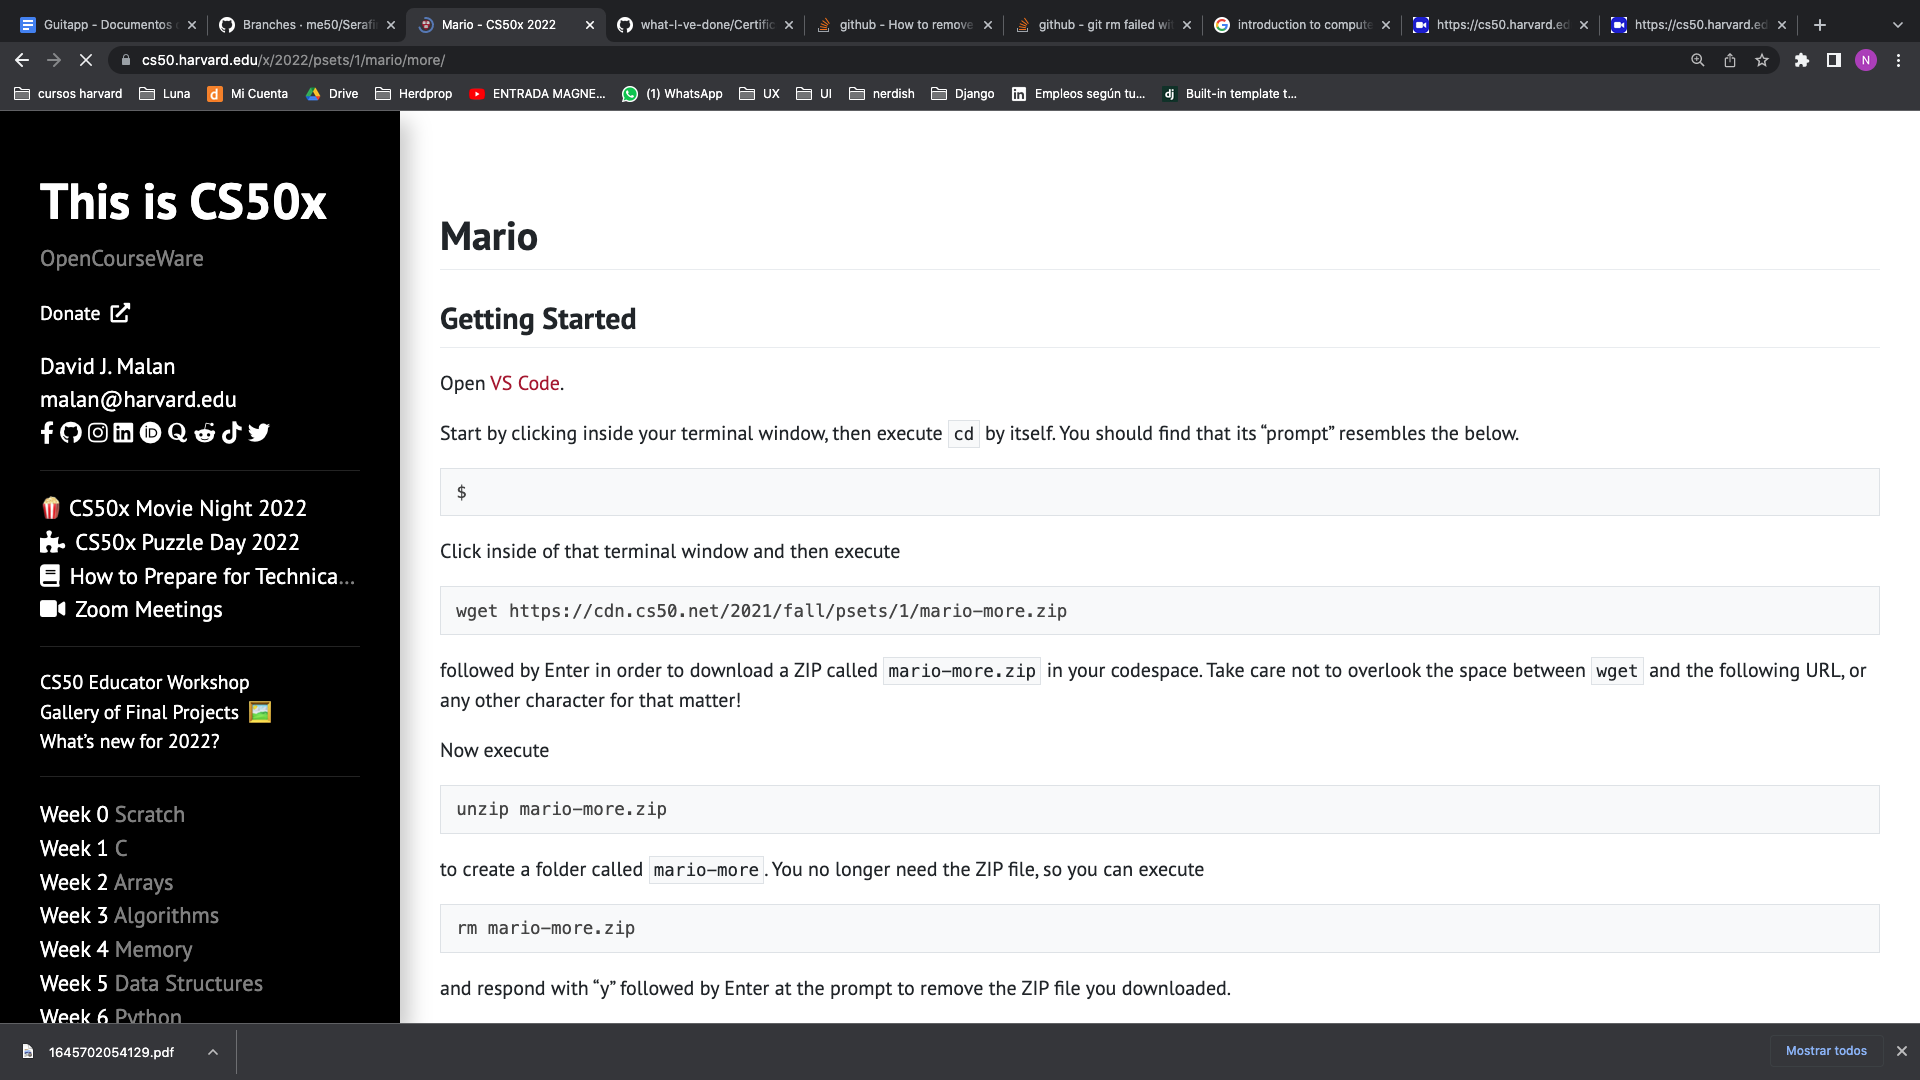 Guitapp - Documentos
Branches · me50/Serafi
Mario - CS50x 2022
what-I-ve-done/Certific
github - How to remove
github - git rm failed wi
introduction to compute
https://cs50.harvard.ed
https://cs50.harvard.ed
cs50.harvard.edu/x/2022/psets/1/mario/more/
N
cursos harvard
Luna
Mi Cuenta
Drive
Herdprop
ENTRADA MAGNE...
(1) WhatsApp
UX
UI
nerdish
Django
Empleos según tu...
dj
Built-in template t...
This is CS50x
OpenCourseWare
Donate
David J. Malan
malan@harvard.edu
CS50x Movie Night 2022
CS50x Puzzle Day 2022
How to Prepare for Technica...
Zoom Meetings
CS50 Educator Workshop
Gallery of Final Projects
What’s new for 2022?
Week 0 Scratch
Week 1 C
Week 2 Arrays
Week 3 Algorithms
Week 4 Memory
Week 5 Data Structures
Week 6 Python
Mario
Getting Started
Open VS Code.
Start by clicking inside your terminal window, then execute cd by itself. You should find that its “prompt” resembles the below.
$
Click inside of that terminal window and then execute
wget https://cdn.cs50.net/2021/fall/psets/1/mario-more.zip
followed by Enter in order to download a ZIP called mario-more.zip in your codespace. Take care not to overlook the space between wget and the following URL, or
any other character for that matter!
Now execute
unzip mario-more.zip
to create a folder called mario-more. You no longer need the ZIP file, so you can execute
rm mario-more.zip
and respond with “y” followed by Enter at the prompt to remove the ZIP file you downloaded.
1645702054129.pdf
Mostrar todos